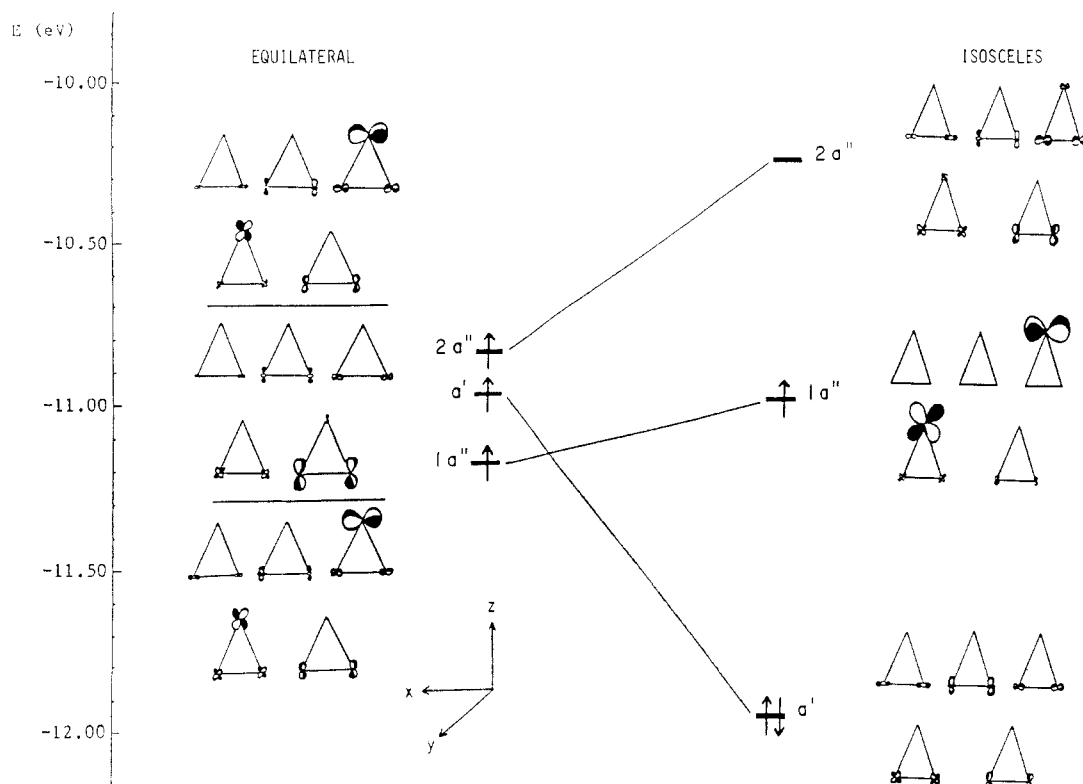 E (eV)
EQUILATERAL
ISOSCELES
-10.00
-10.50
-11.00
-11.50
-12.00
2a"
a'
1a"
2a"
1a"
a'
z
x
y